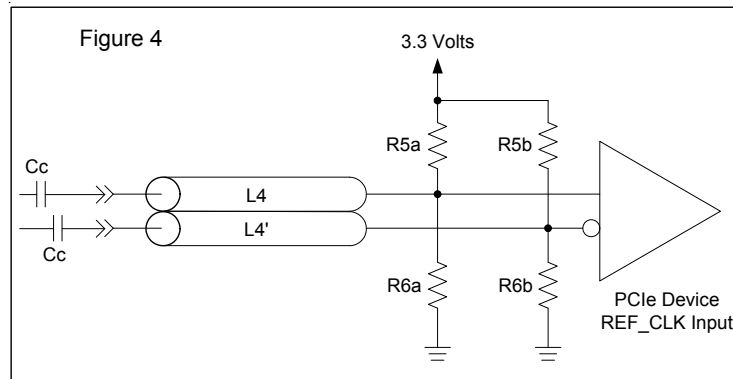 Figure 4
3.3 Volts
R5a
R5b
Cc
L4
L4'
Cc
R6a
R6b
PCIe Device
REF_CLK Input